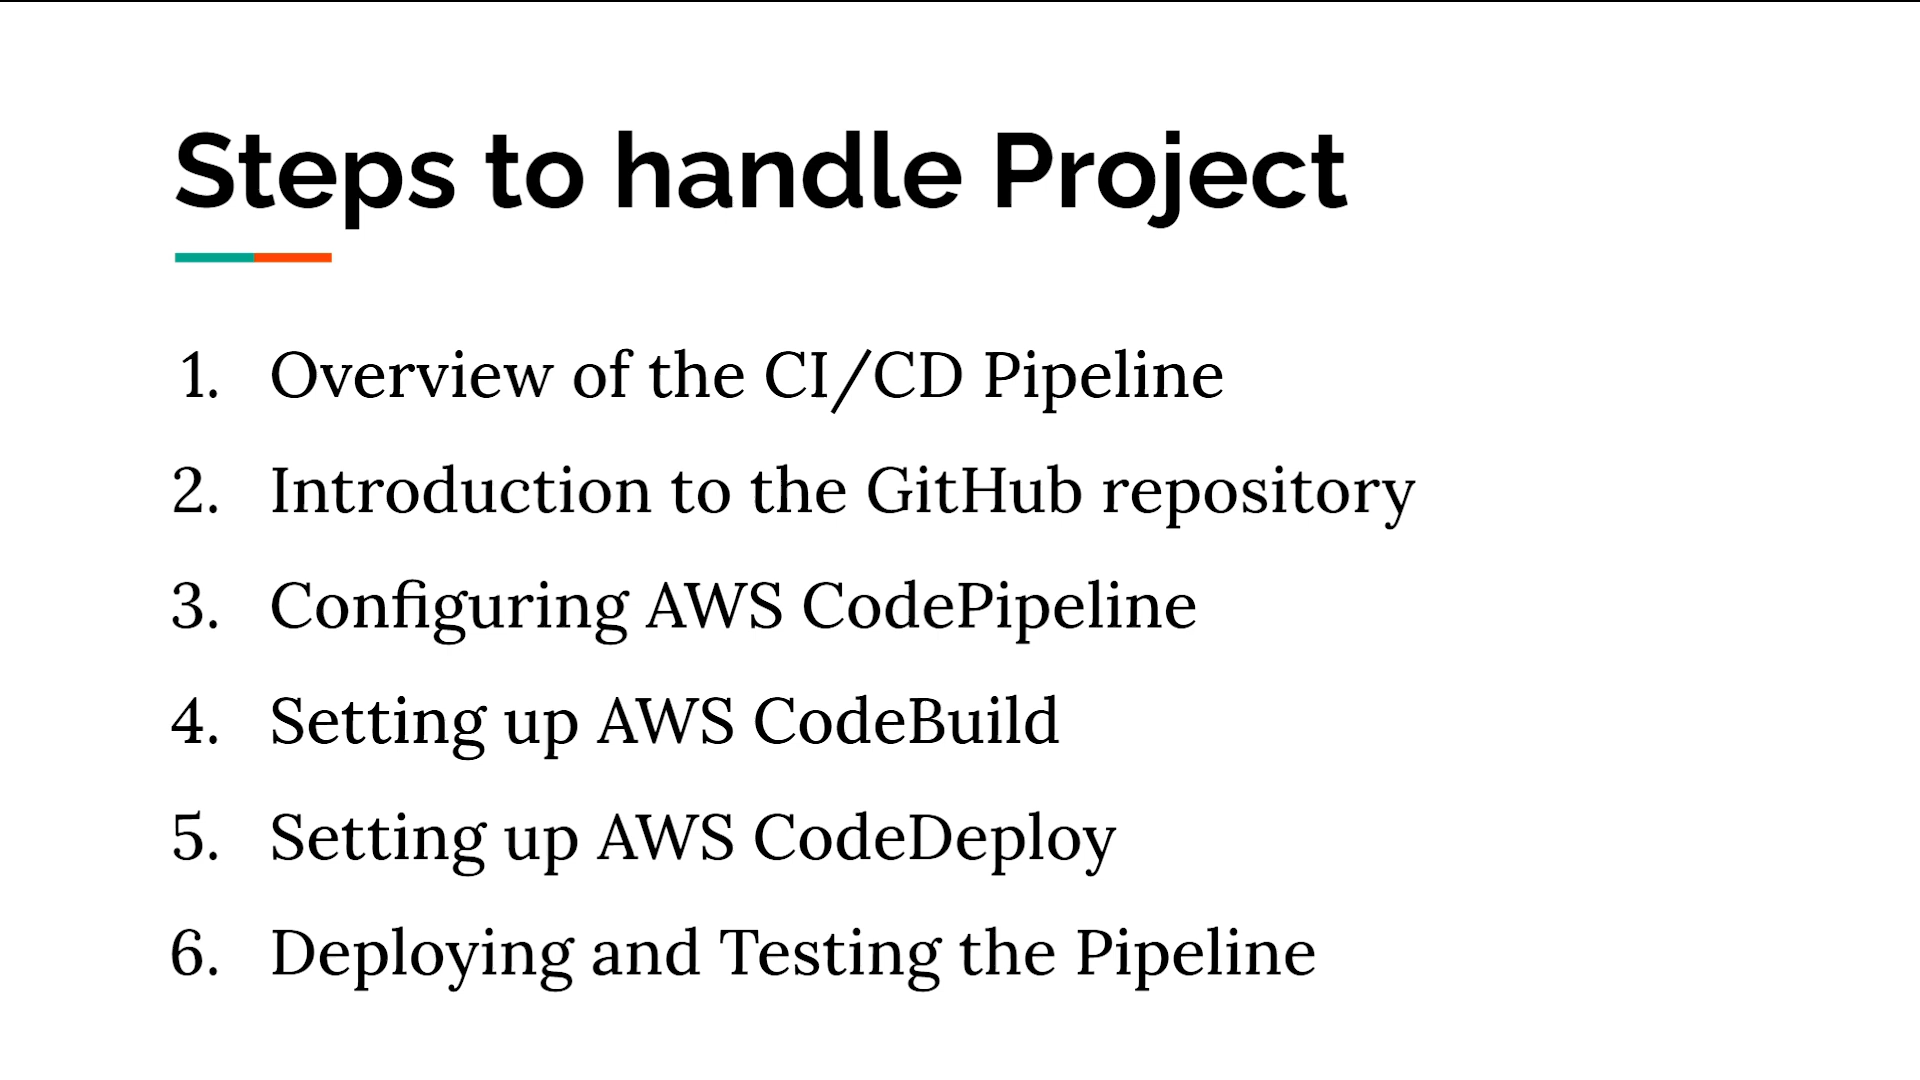 Steps to handle Project
1. Overview of the CI/CD Pipeline
2. Introduction to the GitHub repository
3. Configuring AWS CodePipeline
4. Setting up AWS CodeBuild
5. Setting up AWS CodeDeploy
6. Deploying and Testing the Pipeline